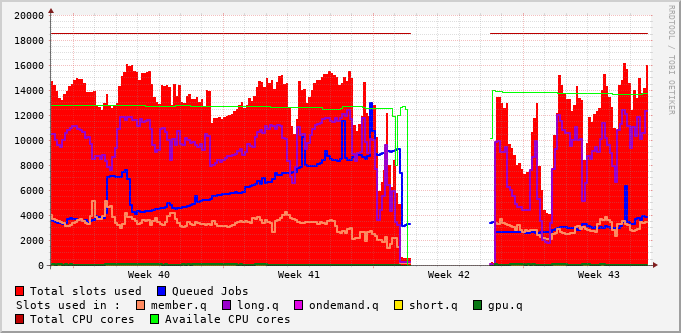 20000
18000
16000
14000
12000
10000
8000
6000
4000
2000
0
Week 40 Week 41 Week 42 Week 43
RRDTOOL / TOBI OETIKER
Total slots used Queued Jobs
Slots used in : member.q long.q ondemand.q short.q gpu.q
Total CPU cores Availale CPU cores